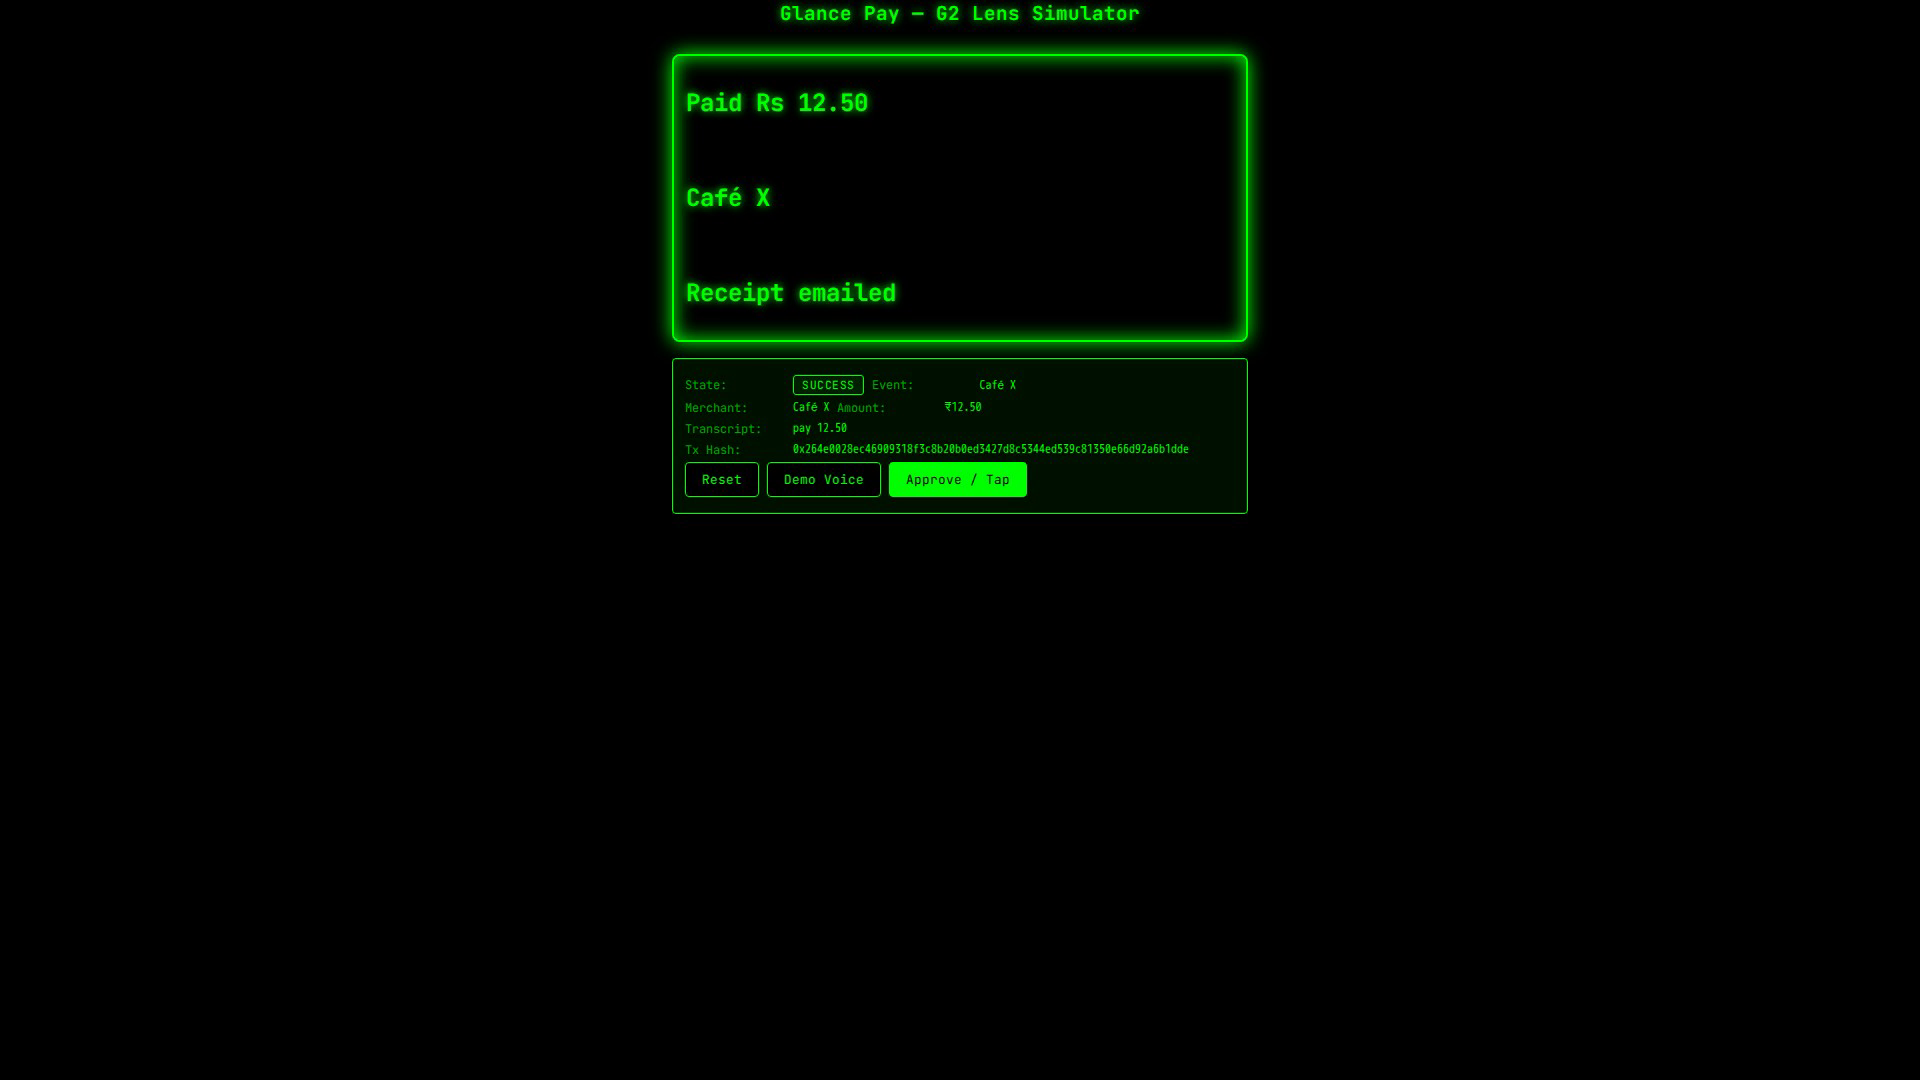 Glance Pay — G2 Lens Simulator
Paid Rs 12.50
Café X
Receipt emailed
State: SUCCESS Event: Café X
Merchant: Café X Amount: ₹12.50
Transcript: pay 12.50
Tx Hash: 0x264e0028ec46909318f3c8b20b0ed3427d8c5344ed539c81350e66d92a6b1dde
Reset Demo Voice Approve / Tap